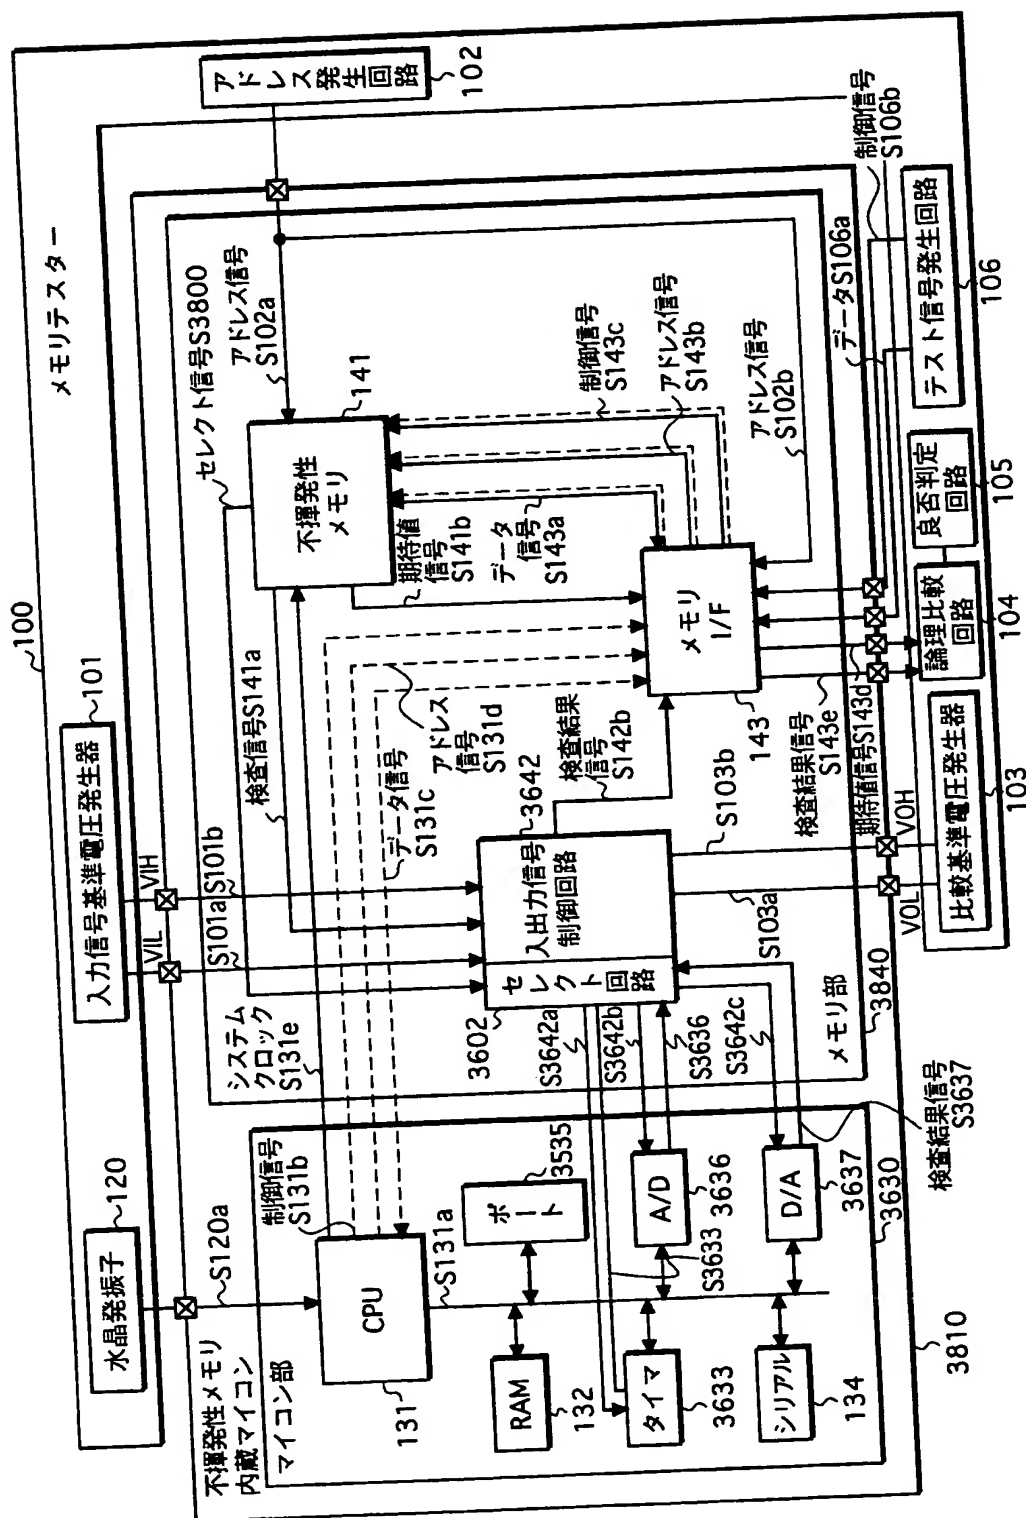 100
メモリテスター
水晶発振子
120
入力信号基準電圧発生器
101
アドレス発生回路
102
S120a
VIL
VIH
S101a
S101b
不揮発性メモリ
内蔵マイコン
マイコン部
CPU
131
制御信号
S131b
S131a
RAM
132
ポート
3535
タイマ
3633
A/D
3636
シリアル
134
D/A
3637
S3633
3630
3810
検査結果信号
S3637
システム
クロック
S131e
検査信号S141a
セレクト信号S3800
アドレス信号
S102a
不揮発性
メモリ
141
期待値
信号
S141b
データ
信号
S143a
制御信号
S143c
アドレス信号
S143b
アドレス信号
S102b
アドレス
信号
S131d
データ信号
S131c
検査結果
信号
S142b
3642
入出力信号
制御回路
セレクト回路
3602
S3642a
S3642b
S3636
S3642c
メモリ
I/F
143
S103a
S103b
メモリ部
3840
検査結果信号
S143e
期待値信号S143d
VOL
VOH
比較基準電圧発生器
103
論理比較
回路
104
良否判定
回路
105
テスト信号発生回路
106
データS106a
制御信号
S106b